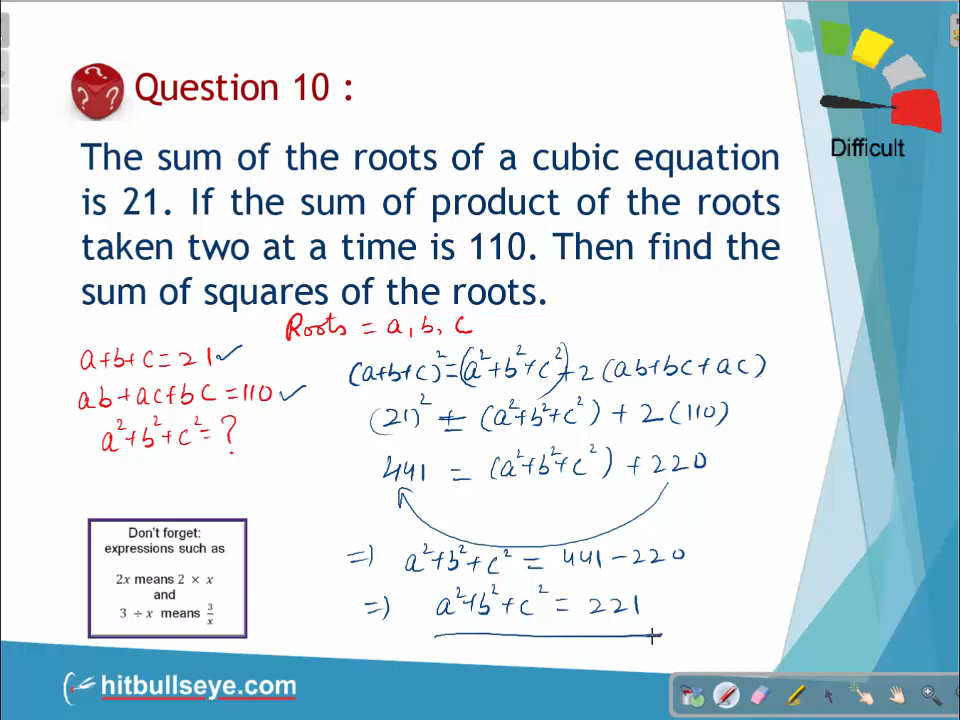 Question 10 :
Difficult
The sum of the roots of a cubic equation
is 21. If the sum of product of the roots
taken two at a time is 110. Then find the
sum of squares of the roots.
Roots = a, b, c
a+b+c = 21 ✓
ab+ac+bc = 110 ✓
a²+b²+c² = ?
(a+b+c)² = (a²+b²+c²) + 2 (ab+bc+ac)
(21)² = (a²+b²+c²) + 2 (110)
441 = (a²+b²+c²) + 220
=) a²+b²+c² = 441 - 220
=) a²+b²+c² = 221
Don't forget:
expressions such as
2x means 2 × x
and
3 ÷ x means 3/x
hitbullseye.com